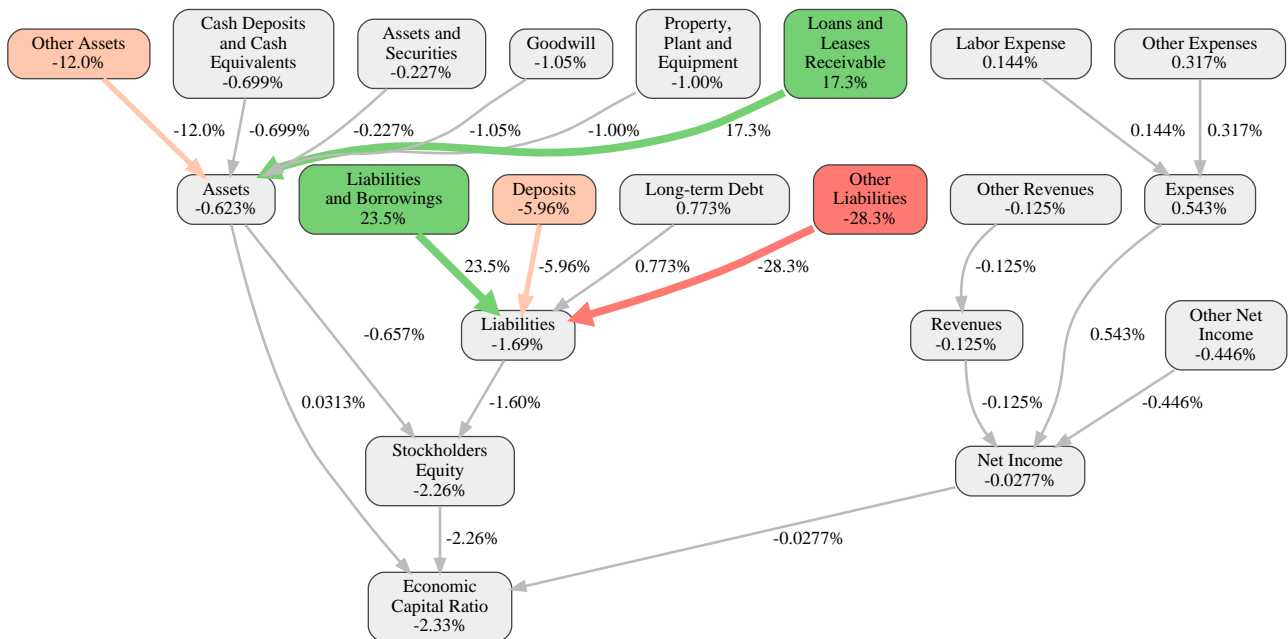 Other Assets
-12.0%
Cash Deposits
and Cash
Equivalents
-0.699%
Assets and
Securities
-0.227%
Goodwill
-1.05%
Property,
Plant and
Equipment
-1.00%
Loans and
Leases
Receivable
17.3%
Labor Expense
0.144%
Other Expenses
0.317%
-12.0%
-0.699%
-0.227%
-1.05%
-1.00%
17.3%
0.144%
0.317%
Assets
-0.623%
Liabilities
and Borrowings
23.5%
Deposits
-5.96%
Long-term Debt
0.773%
Other
Liabilities
-28.3%
Other Revenues
-0.125%
Expenses
0.543%
23.5%
-5.96%
0.773%
-28.3%
-0.125%
Liabilities
-1.69%
Revenues
-0.125%
Other Net
Income
-0.446%
-0.657%
0.543%
0.0313%
-1.60%
-0.125%
-0.446%
Stockholders
Equity
-2.26%
Net Income
-0.0277%
-2.26%
-0.0277%
Economic
Capital Ratio
-2.33%